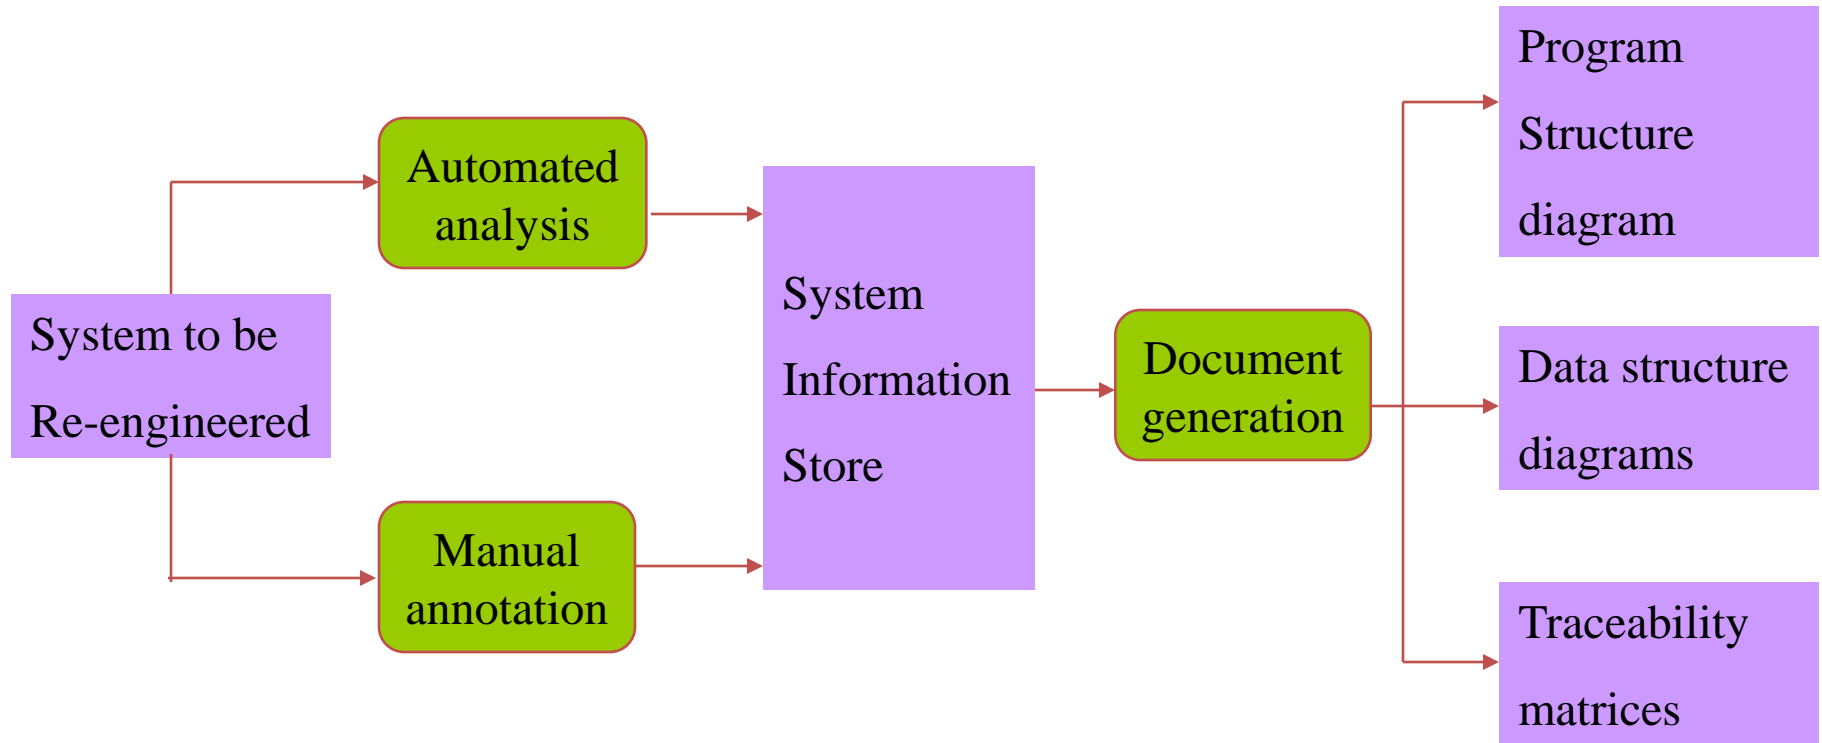 System to be
Re-engineered
Automated
analysis
Manual
annotation
System
Information
Store
Document
generation
Program
Structure
diagram
Data structure
diagrams
Traceability
matrices